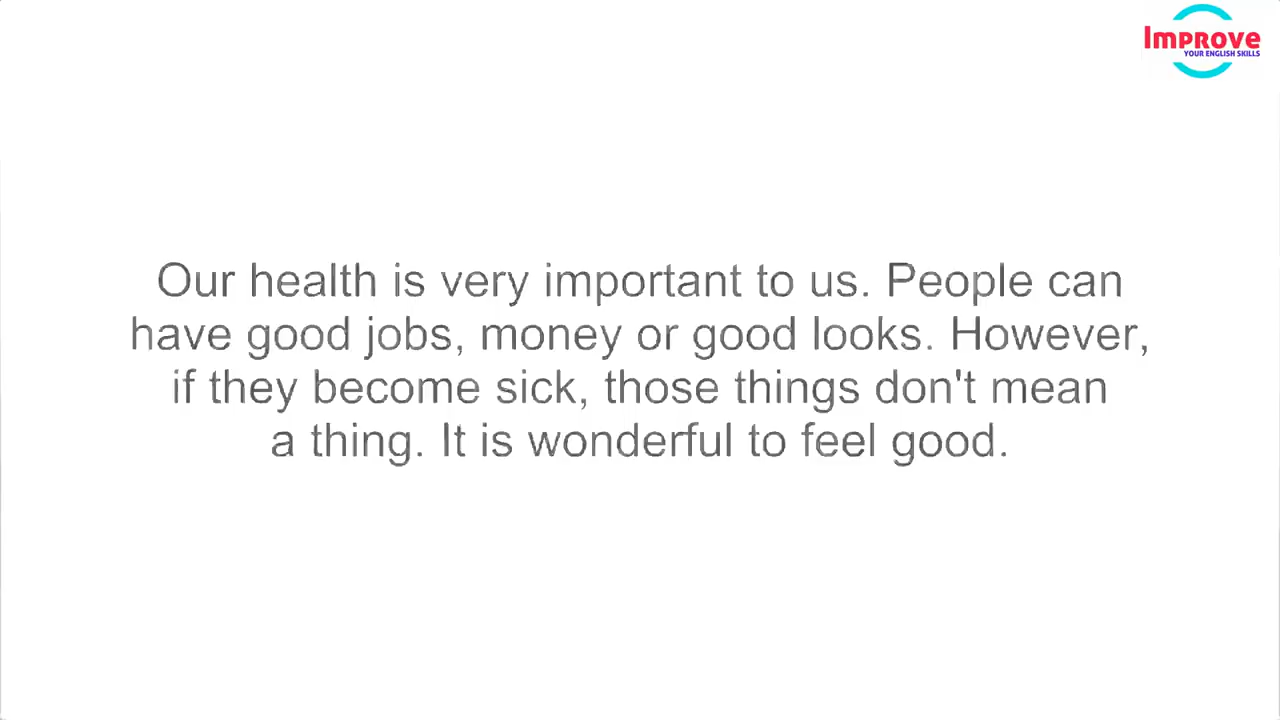 Improve
YOUR ENGLISH SKILLS
Our health is very important to us. People can
have good jobs, money or good looks. However,
if they become sick, those things don't mean
a thing. It is wonderful to feel good.